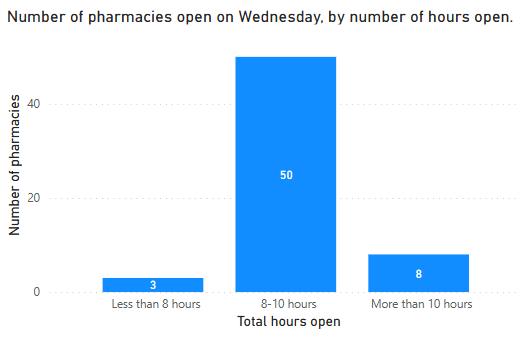 Number of pharmacies open on Wednesday, by number of hours open.
Number of pharmacies
40
20
0
50
3
8
Less than 8 hours
8-10 hours
More than 10 hours
Total hours open